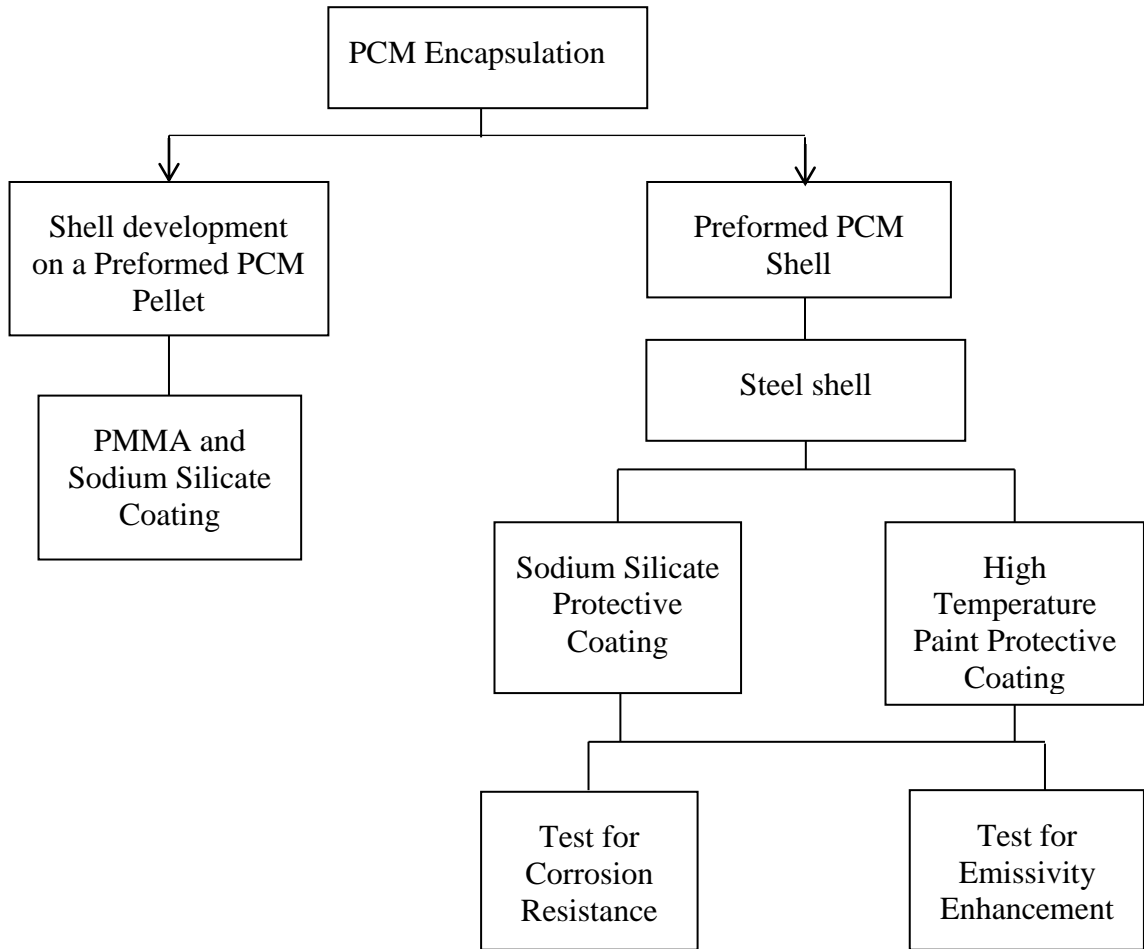 PCM Encapsulation
Shell development
on a Preformed PCM
Pellet
Preformed PCM
Shell
Steel shell
PMMA and
Sodium Silicate
Coating
Sodium Silicate
Protective
Coating
High
Temperature
Paint Protective
Coating
Test for
Corrosion
Resistance
Test for
Emissivity
Enhancement